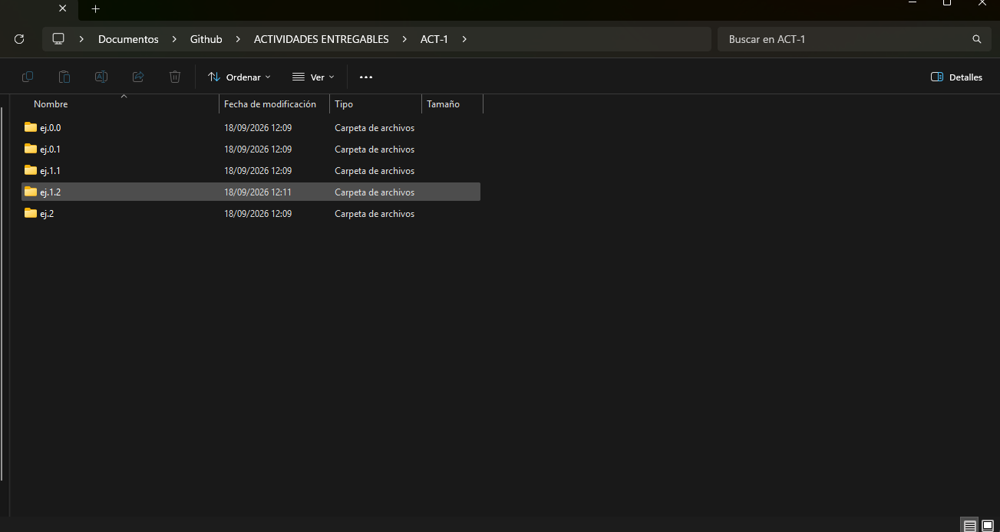 Documentos > Github > ACTIVIDADES ENTREGABLES > ACT-1 >
Buscar en ACT-1
Ordenar
Ver
Detalles
Nombre Fecha de modificación Tipo Tamaño
ej.0.0 18/09/2026 12:09 Carpeta de archivos
ej.0.1 18/09/2026 12:09 Carpeta de archivos
ej.1.1 18/09/2026 12:09 Carpeta de archivos
ej.1.2 18/09/2026 12:11 Carpeta de archivos
ej.2 18/09/2026 12:09 Carpeta de archivos